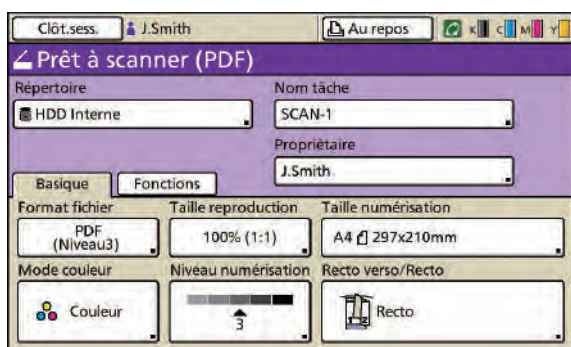 Clôt.sess. J.Smith Au repos K C M Y
Prêt à scanner (PDF)
Répertoire Nom tâche
HDD Interne SCAN-1
Propriétaire
J.Smith
Basique Fonctions
Format fichier Taille reproduction Taille numérisation
PDF
(Niveau3) 100% (1:1) A4 297x210mm
Mode couleur Niveau numérisation Recto verso/Recto
Couleur 3 Recto